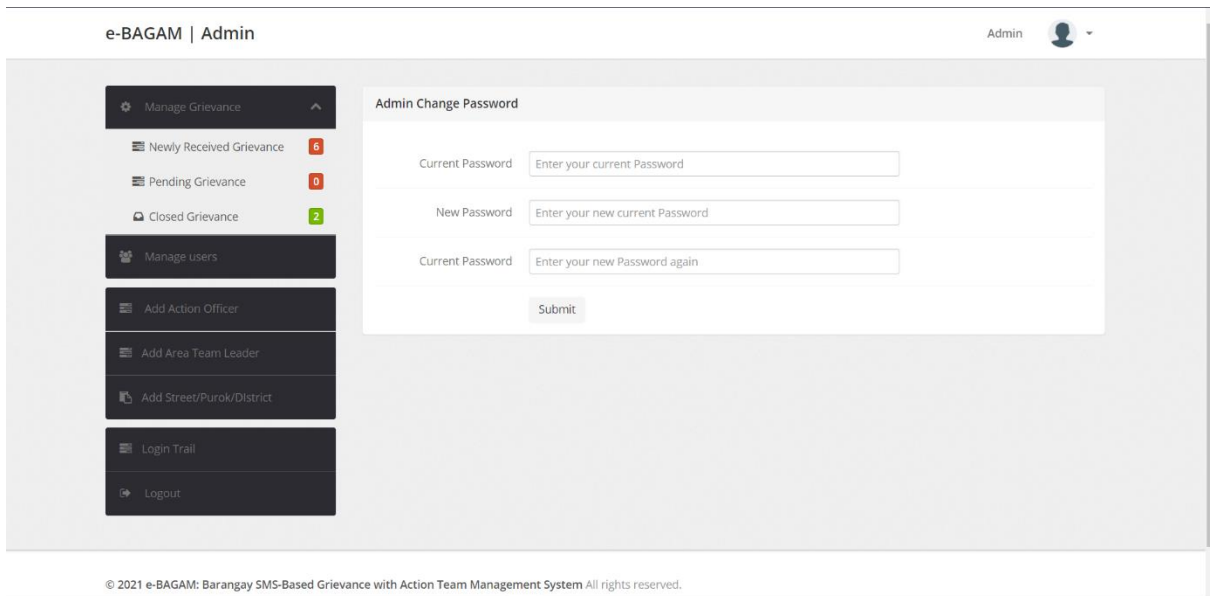 e-BAGAM | Admin
Admin
Manage Grievance
Newly Received Grievance 6
Pending Grievance 0
Closed Grievance 2
Manage users
Add Action Officer
Add Area Team Leader
Add Street/Purok/DIstrict
Login Trail
Logout
Admin Change Password
Current Password Enter your current Password
New Password Enter your new current Password
Current Password Enter your new Password again
Submit
© 2021 e-BAGAM: Barangay SMS-Based Grievance with Action Team Management System All rights reserved.